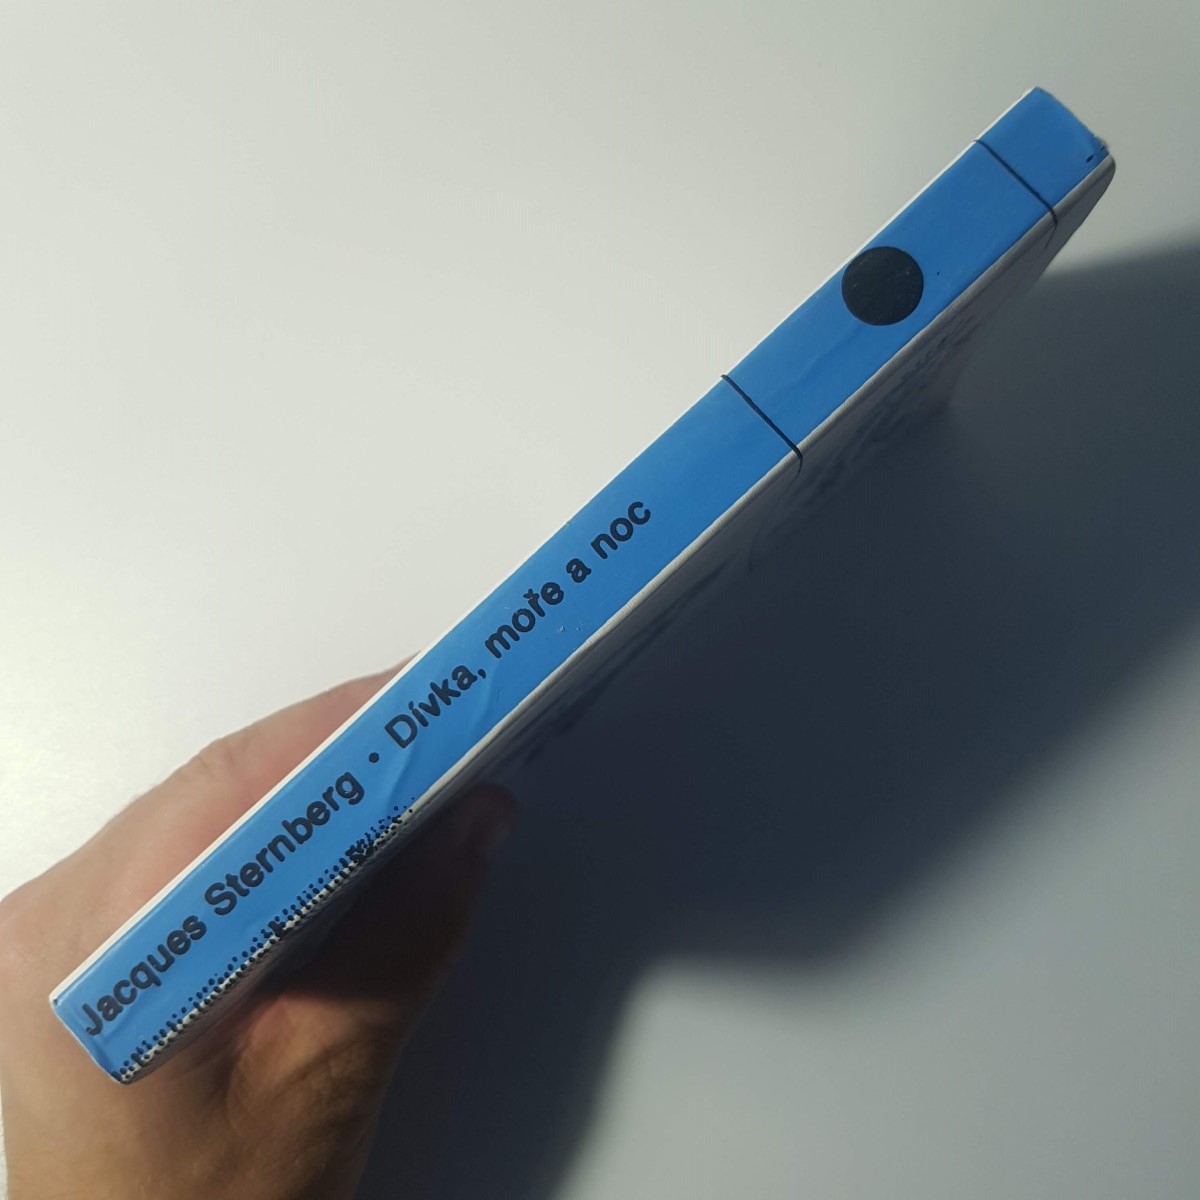 Jacques Sternberg • Dívka, moře a noc